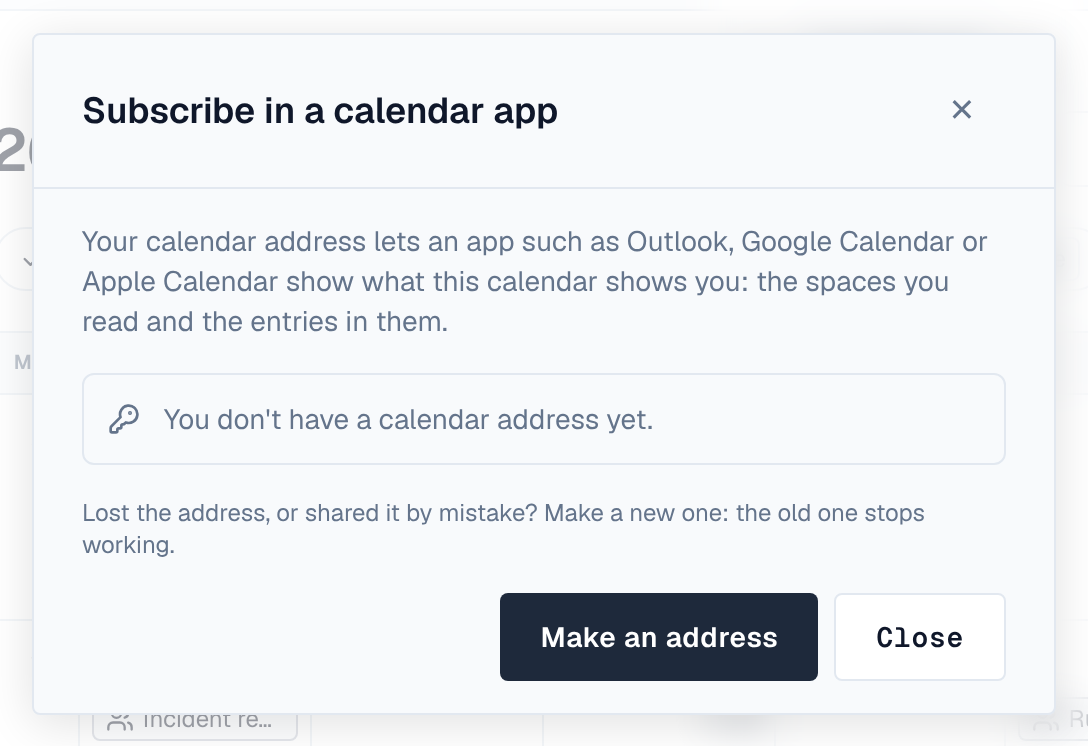 Subscribe in a calendar app
Your calendar address lets an app such as Outlook, Google Calendar or
Apple Calendar show what this calendar shows you: the spaces you
read and the entries in them.
You don't have a calendar address yet.
Lost the address, or shared it by mistake? Make a new one: the old one stops
working.
Make an address
Close
Incident re...